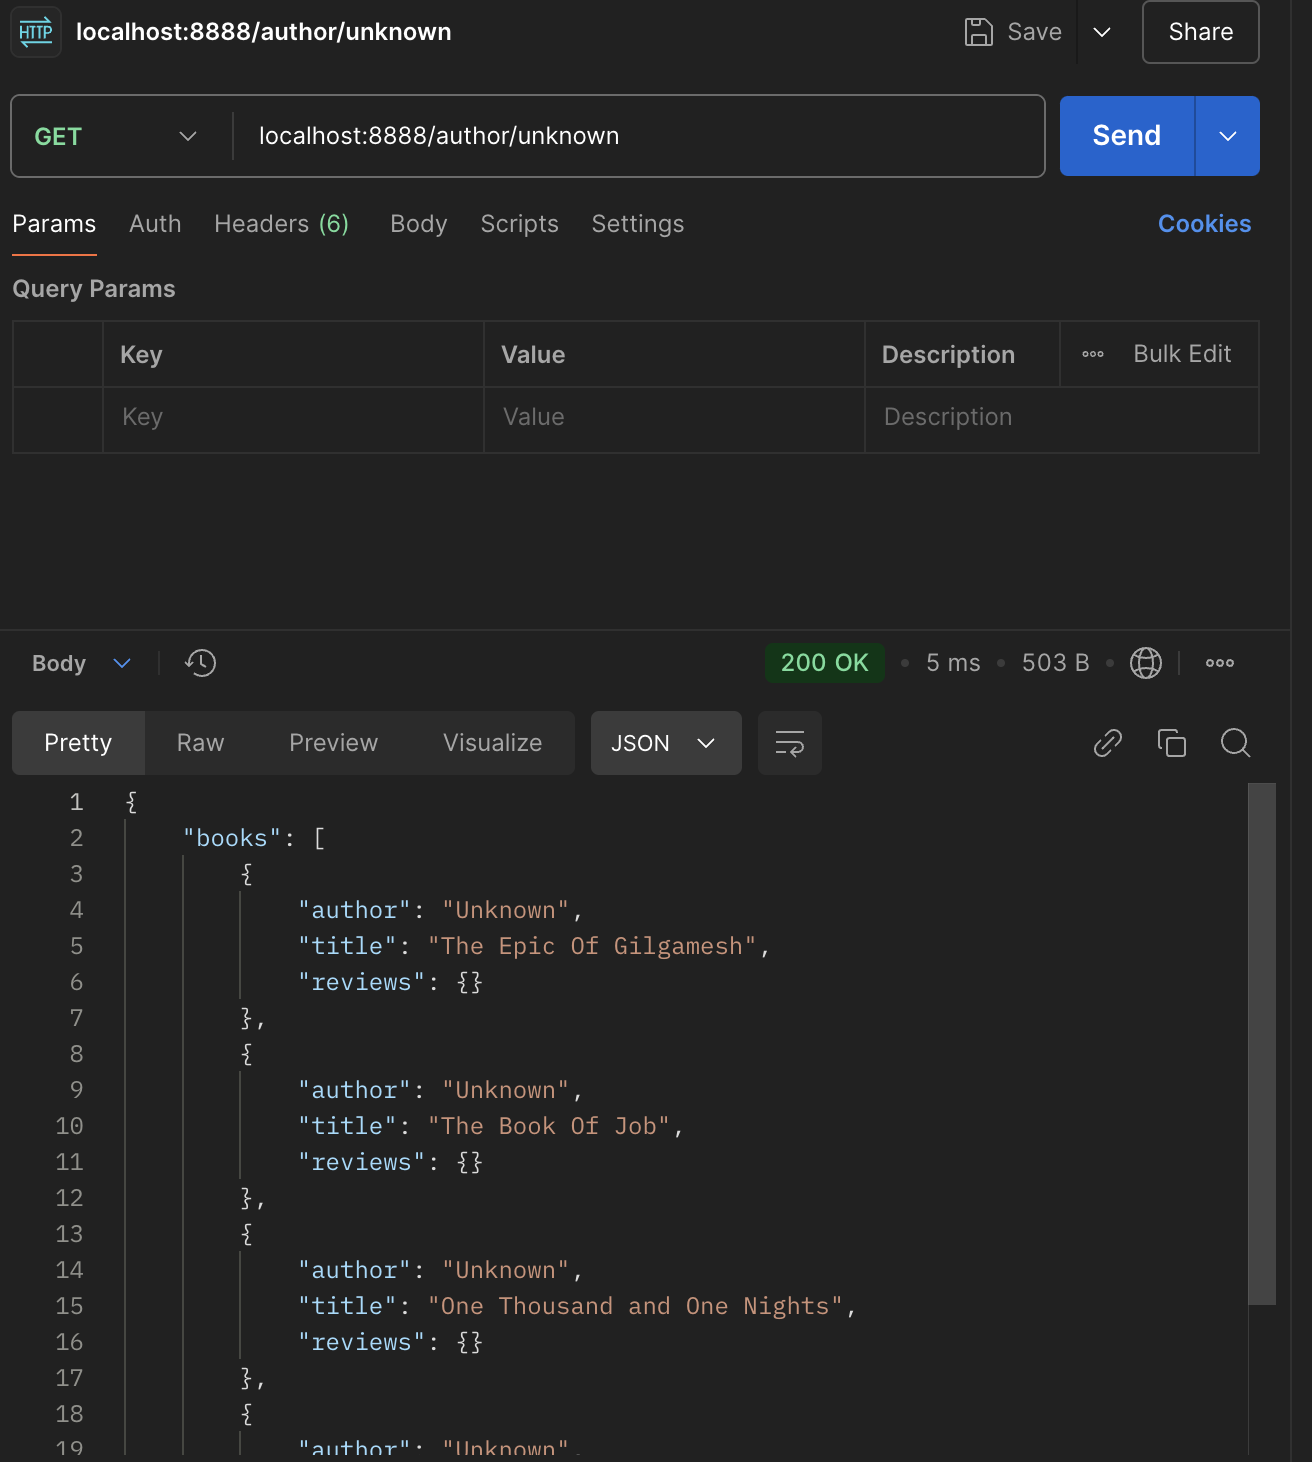 HTTP localhost:8888/author/unknown Save Share
GET localhost:8888/author/unknown Send
Params Auth Headers (6) Body Scripts Settings Cookies
Query Params
Key Value Description Bulk Edit
Key Value Description
Body 200 OK 5 ms 503 B
Pretty Raw Preview Visualize JSON
1 {
2 "books": [
3 {
4 "author": "Unknown",
5 "title": "The Epic Of Gilgamesh",
6 "reviews": {}
7 },
8 {
9 "author": "Unknown",
10 "title": "The Book Of Job",
11 "reviews": {}
12 },
13 {
14 "author": "Unknown",
15 "title": "One Thousand and One Nights",
16 "reviews": {}
17 },
18 {
19 "author": "Unknown",